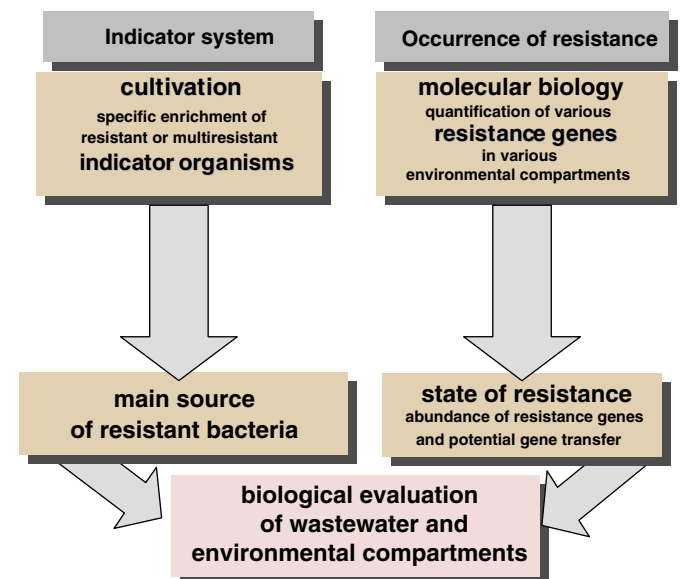 Indicator system
cultivation
specific enrichment of
resistant or multiresistant
indicator organisms
Occurrence of resistance
molecular biology
quantification of various
resistance genes
in various
environmental compartments
main source
of resistant bacteria
state of resistance
abundance of resistance genes
and potential gene transfer
biological evaluation
of wastewater and
environmental compartments